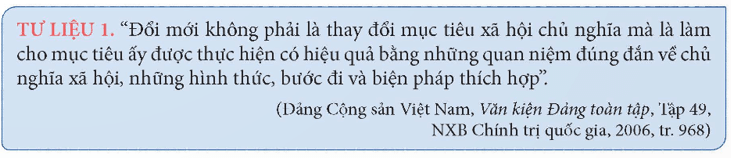 TƯ LIỆU 1. “Đổi mới không phải là thay đổi mục tiêu xã hội chủ nghĩa mà là làm
cho mục tiêu ấy được thực hiện có hiệu quả bằng những quan niệm đúng đắn về chủ
nghĩa xã hội, những hình thức, bước đi và biện pháp thích hợp”.
(Đảng Cộng sản Việt Nam, Văn kiện Đảng toàn tập, Tập 49,
NXB Chính trị quốc gia, 2006, tr. 968)